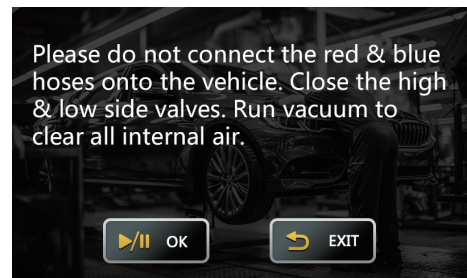 Please do not connect the red & blue
hoses onto the vehicle. Close the high
& low side valves. Run vacuum to
clear all internal air.
OK
EXIT